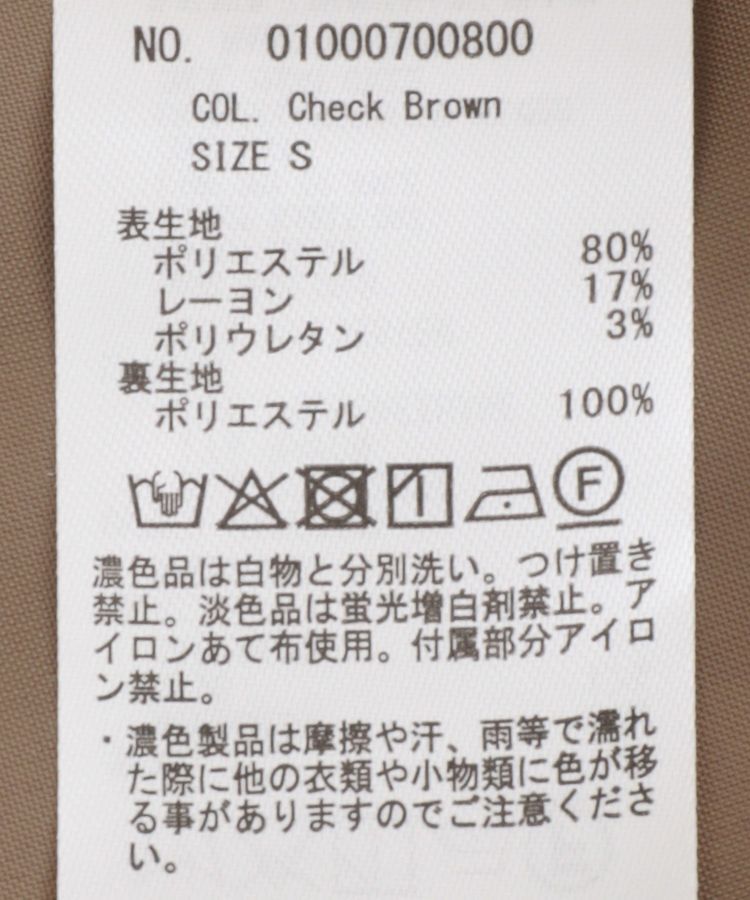 NO. 01000700800
COL. Check Brown
SIZE S
表生地
ポリエステル 80%
レーヨン 17%
ポリウレタン 3%
裏生地
ポリエステル 100%
F
濃色品は白物と分別洗い。つけ置き
禁止。淡色品は蛍光増白剤禁止。ア
イロンあて布使用。付属部分アイロ
ン禁止。
・濃色製品は摩擦や汗、雨等で濡れ
た際に他の衣類や小物類に色が移
る事がありますのでご注意くださ
い。